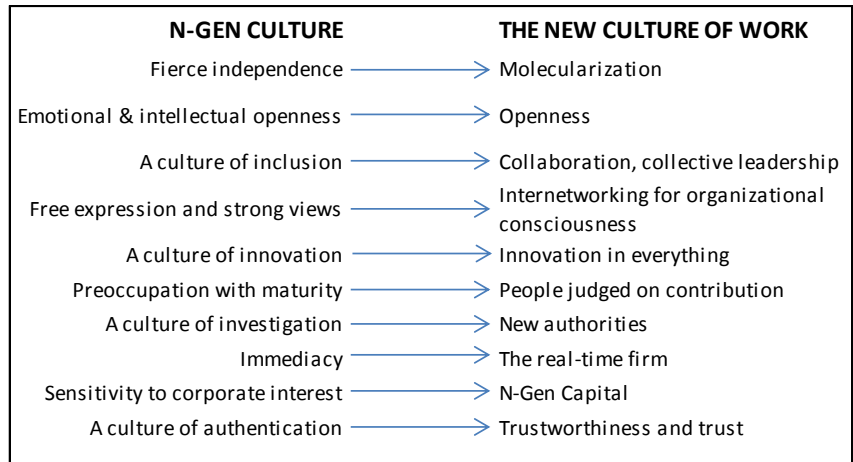 N-GEN CULTURE THE NEW CULTURE OF WORK
Fierce independence Molecularization
Emotional & intellectual openness Openness
A culture of inclusion Collaboration, collective leadership
Free expression and strong views Internetworking for organizational
consciousness
A culture of innovation Innovation in everything
Preoccupation with maturity People judged on contribution
A culture of investigation New authorities
Immediacy The real-time firm
Sensitivity to corporate interest N-Gen Capital
A culture of authentication Trustworthiness and trust